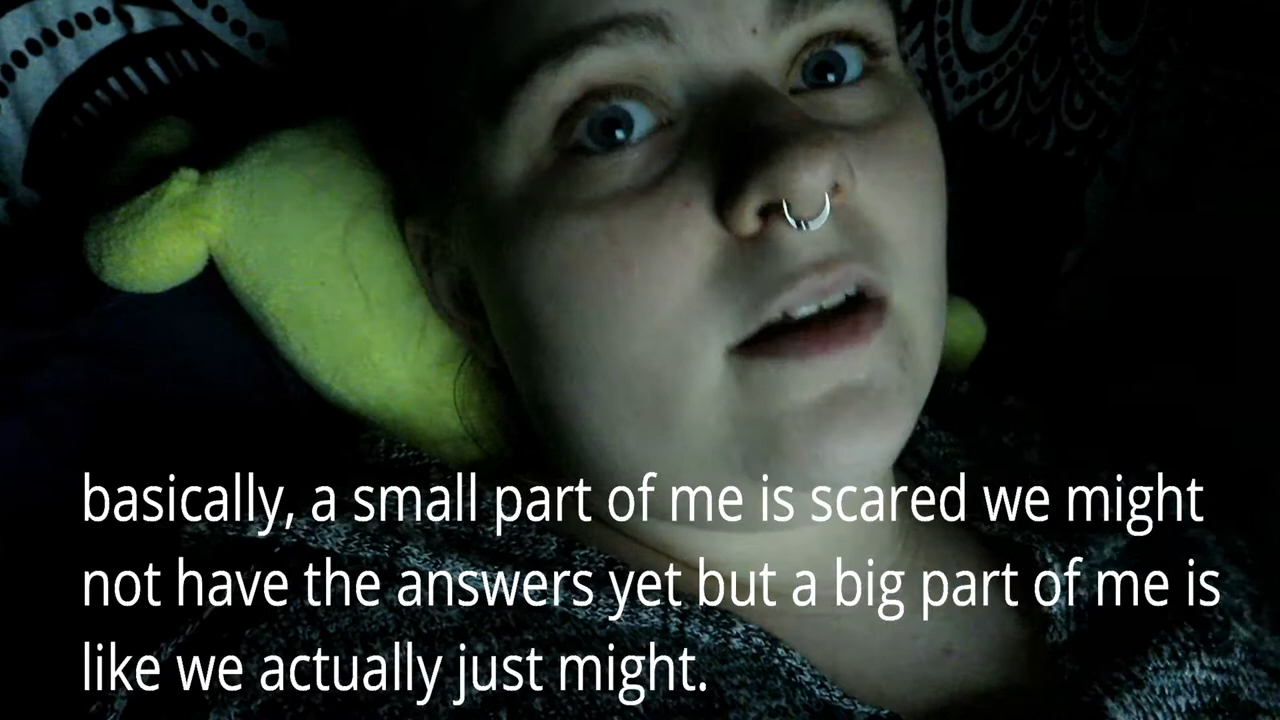 basically, a small part of me is scared we might
not have the answers yet but a big part of me is
like we actually just might.